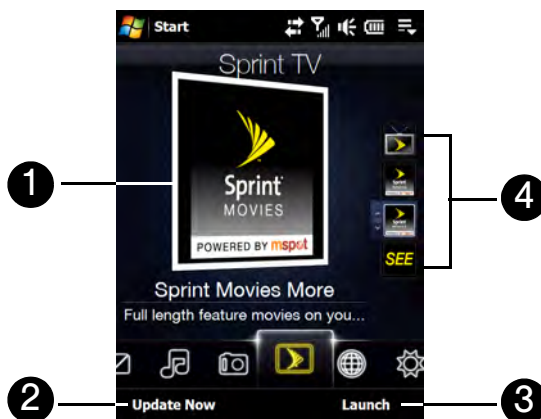 Start
Sprint TV
1
Sprint
MOVIES
POWERED BY mspot
4
SEE
Sprint Movies More
Full length feature movies on you...
2
Update Now
Launch
3